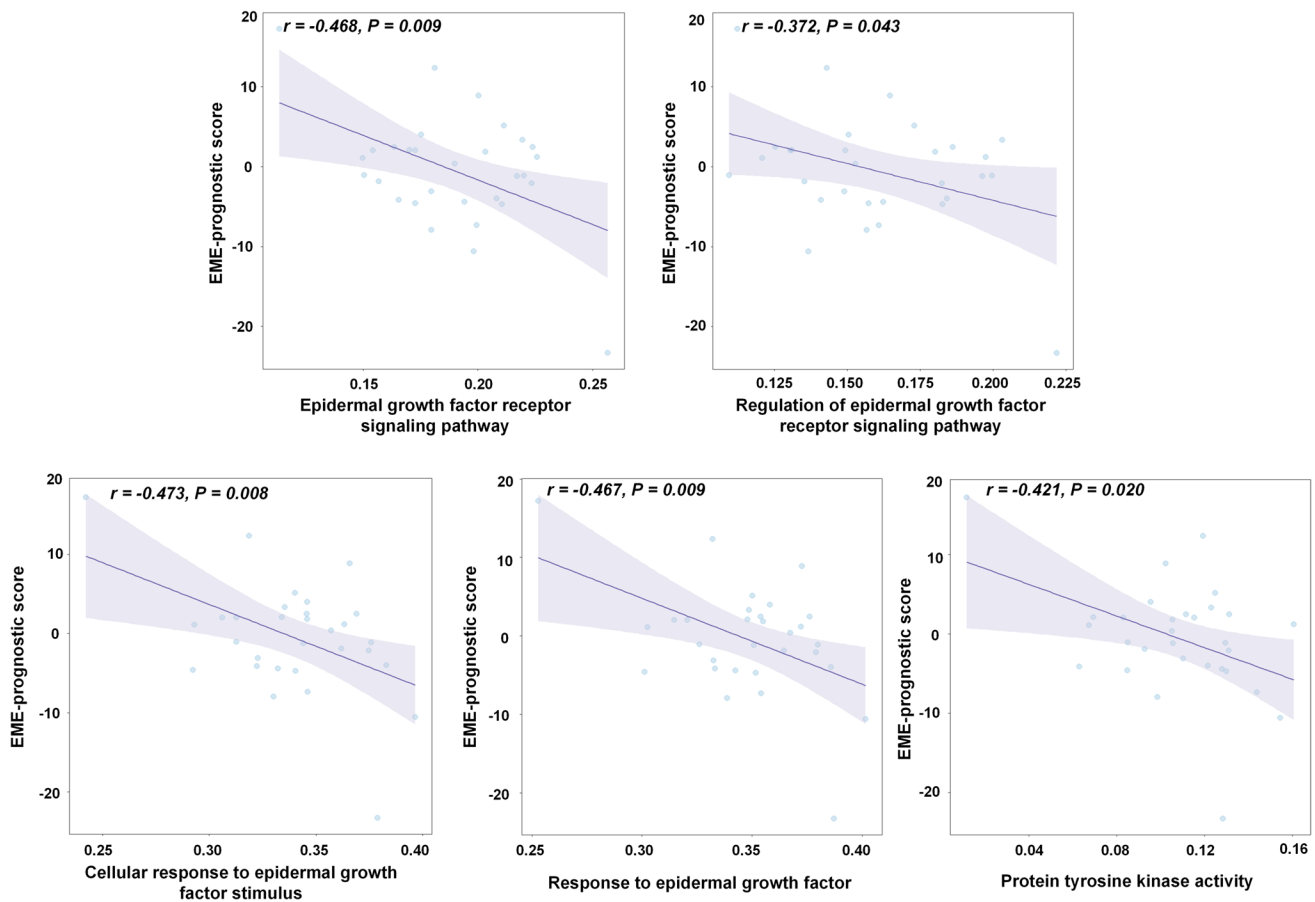 r = -0.468, P = 0.009
20
10
0
-10
-20
EME-prognostic score
0.15
0.20
0.25
Epidermal growth factor receptor
signaling pathway
r = -0.372, P = 0.043
20
10
0
-10
-20
EME-prognostic score
0.125
0.150
0.175
0.200
0.225
Regulation of epidermal growth factor
receptor signaling pathway
r = -0.473, P = 0.008
20
10
0
-10
-20
EME-prognostic score
0.25
0.30
0.35
0.40
Cellular response to epidermal growth
factor stimulus
r = -0.467, P = 0.009
20
10
0
-10
-20
EME-prognostic score
0.25
0.30
0.35
0.40
Response to epidermal growth factor
r = -0.421, P = 0.020
20
10
0
-10
-20
EME-prognostic score
0.04
0.08
0.12
0.16
Protein tyrosine kinase activity